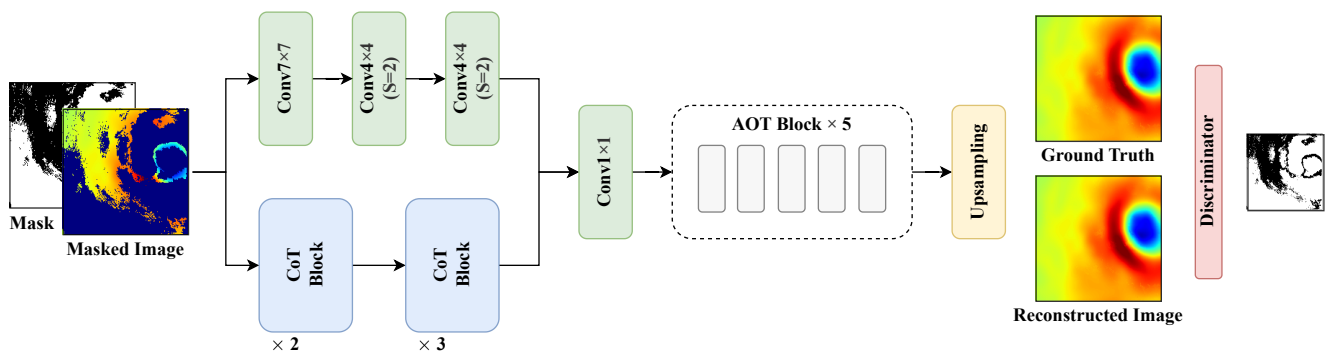 Mask
Masked Image
Conv7×7
Conv4×4
(S=2)
Conv4×4
(S=2)
CoT
Block
× 2
CoT
Block
× 3
Conv1×1
AOT Block × 5
Upsampling
Ground Truth
Reconstructed Image
Discriminator